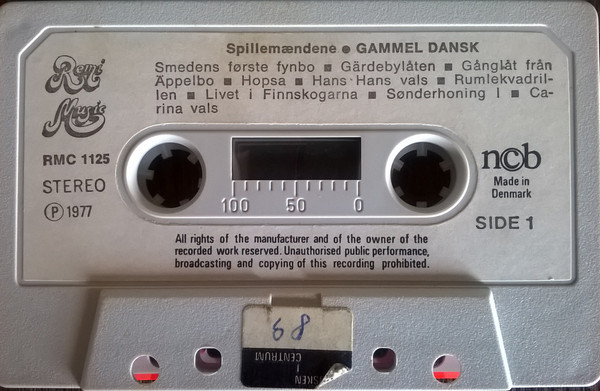 Spillemændene ● GAMMEL DANSK
Smedens første fynbo ■ Gärdebylåten ■ Gånglåt från
Äppelbo ■ Hopsa ■ Hans Hans vals ■ Rumlekvadril-
len ■ Livet i Finnskogarna ■ Sønderhoning I ■ Ca-
rina vals
Remi
Music
RMC 1125
STEREO
Ⓟ 1977
100 50 0
ncb
Made in
Denmark
SIDE 1
All rights of the manufacturer and of the owner of the
recorded work reserved. Unauthorised public performance,
broadcasting and copying of this recording prohibited.
68
ISKEN
I
CENTRUM